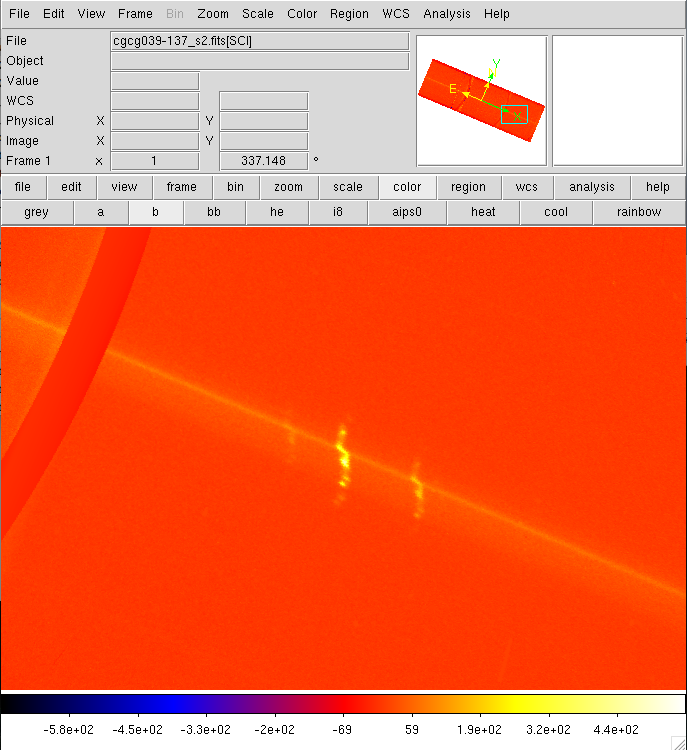 File Edit View Frame Bin Zoom Scale Color Region WCS Analysis Help
File cgcg039-137_s2.fits[SCI]
Object
Value
WCS
Physical X Y
Image X Y
Frame 1 x 1 337.148 °
Y
E
X
file edit view frame bin zoom scale color region wcs analysis help
grey a b bb he i8 aips0 heat cool rainbow
-5.8e+02 -4.5e+02 -3.3e+02 -2e+02 -69 59 1.9e+02 3.2e+02 4.4e+02